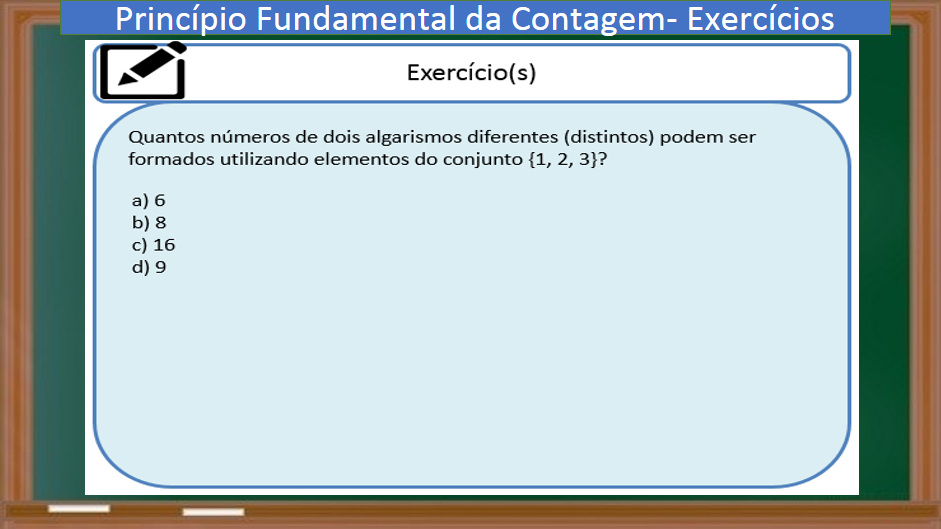 Princípio Fundamental da Contagem- Exercícios
Exercício(s)
Quantos números de dois algarismos diferentes (distintos) podem ser
formados utilizando elementos do conjunto {1, 2, 3}?
a) 6
b) 8
c) 16
d) 9